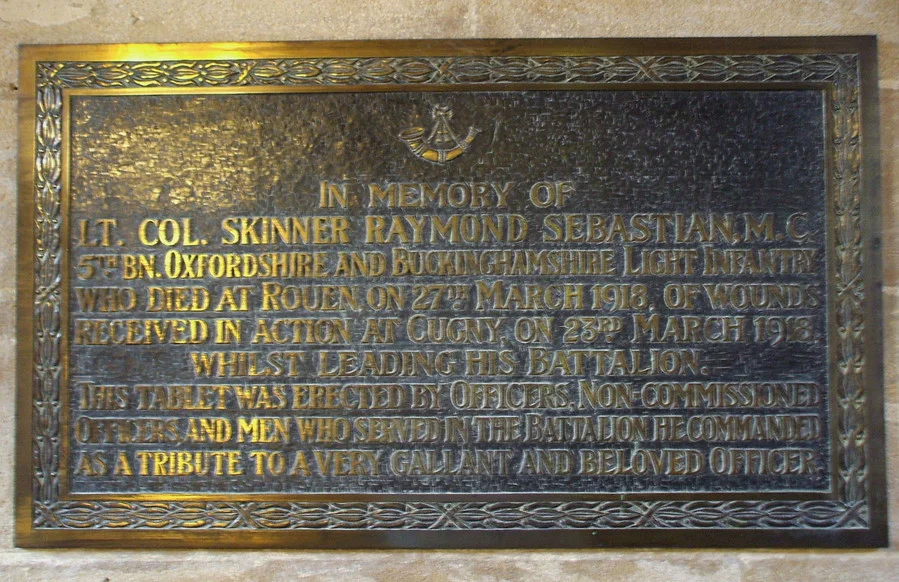 IN MEMORY OF
LT. COL. SKINNER RAYMOND SEBASTIAN, M.C.
5TH BN. OXFORDSHIRE AND BUCKINGHAMSHIRE LIGHT INFANTRY
WHO DIED AT ROUEN, ON 27TH MARCH 1918, OF WOUNDS
RECEIVED IN ACTION AT CUGNY, ON 23RD MARCH 1918,
WHILST LEADING HIS BATTALION.
THIS TABLET WAS ERECTED BY OFFICERS, NON-COMMISSIONED
OFFICERS, AND MEN WHO SERVED IN THE BATTALION HE COMMANDED
AS A TRIBUTE TO A VERY GALLANT AND BELOVED OFFICER